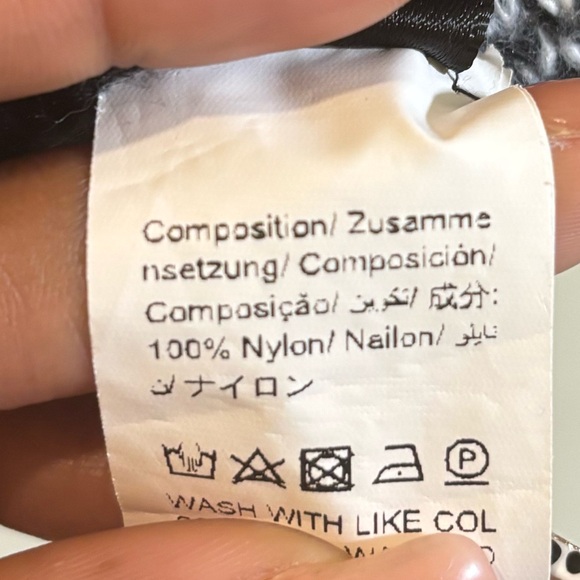 Composition/ Zusamme
nsetzung/ Composición/
Composição/ تكوين/ 成分:
100% Nylon/ Nailon/ نايلو
ن/ ナイロン
P
WASH WITH LIKE COL